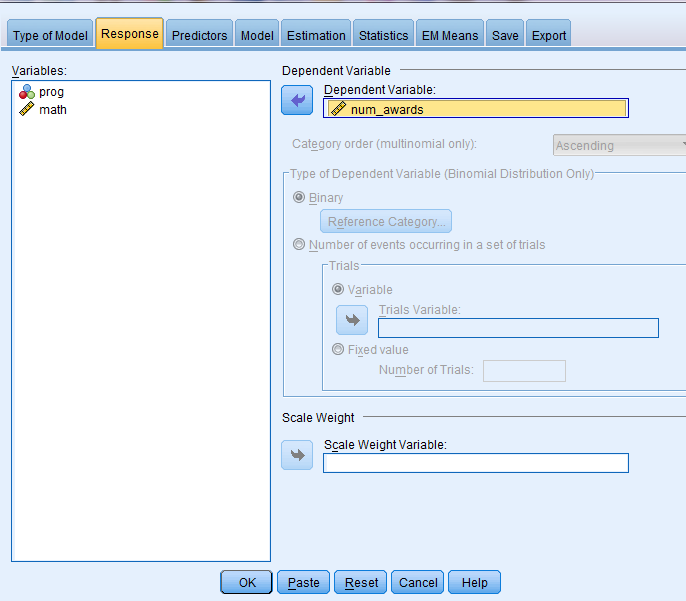 Type of Model Response Predictors Model Estimation Statistics EM Means Save Export
Variables:
prog
math
Dependent Variable
Dependent Variable:
num_awards
Category order (multinomial only): Ascending
Type of Dependent Variable (Binomial Distribution Only)
Binary
Reference Category...
Number of events occurring in a set of trials
Trials
Variable
Trials Variable:
Fixed value
Number of Trials:
Scale Weight
Scale Weight Variable:
OK Paste Reset Cancel Help